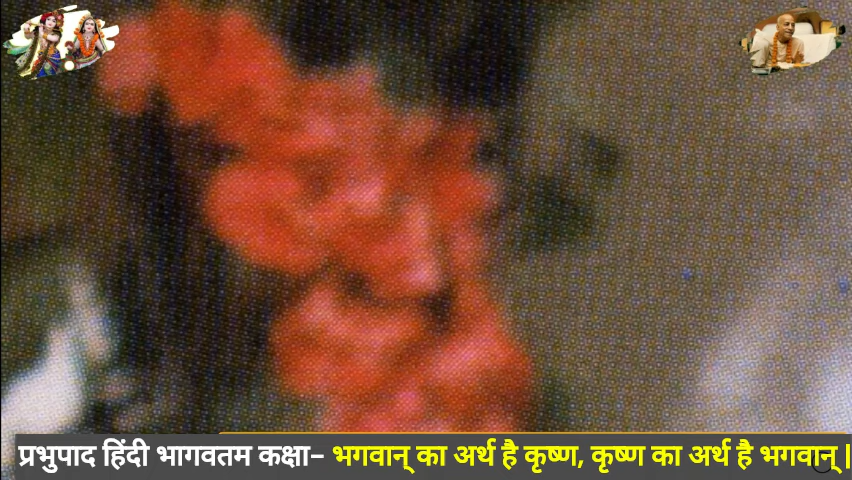 प्रभुपाद हिंदी भागवतम कक्षा– भगवान् का अर्थ है कृष्ण, कृष्ण का अर्थ है भगवान् |